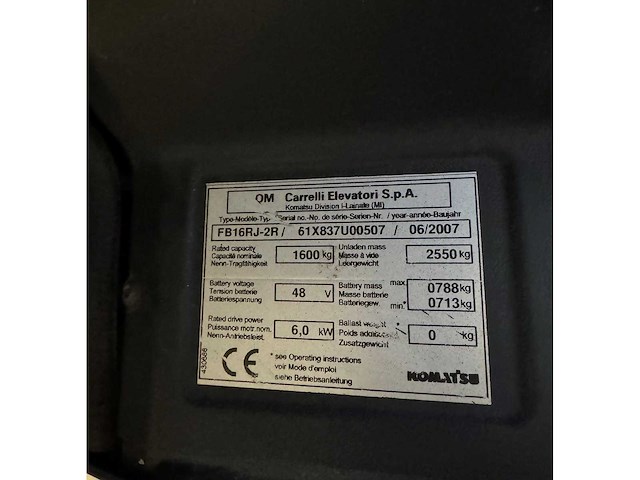 OM Carrelli Elevatori S.p.A.
Komatsu Division I-Lainate (MI)
Type-Modèle-Typ Serial no.-No. de série-Serien-Nr. / year-année-Baujahr
FB16RJ-2R / 61X837U00507 / 06/2007
Rated capacity
Capacité nominale
Nenn-Tragfähigkeit
1600 kg
Unladen mass
Masse à vide
Leergewicht
2550 kg
Battery voltage
Tension batterie
Batteriespannung
48 V
Battery mass max.
Masse batterie
Batteriegew. min.*
0788 kg
0713 kg
Rated drive power
Puissance motr.nom.
Nenn-Antriebsleist.
6,0 kW
Ballast weight *
Poids
Zusatzgewicht
0 kg
CE
* see Operating instructions
voir Mode d'emploi
siehe Betriebsanleitung
KOMATSU
430686